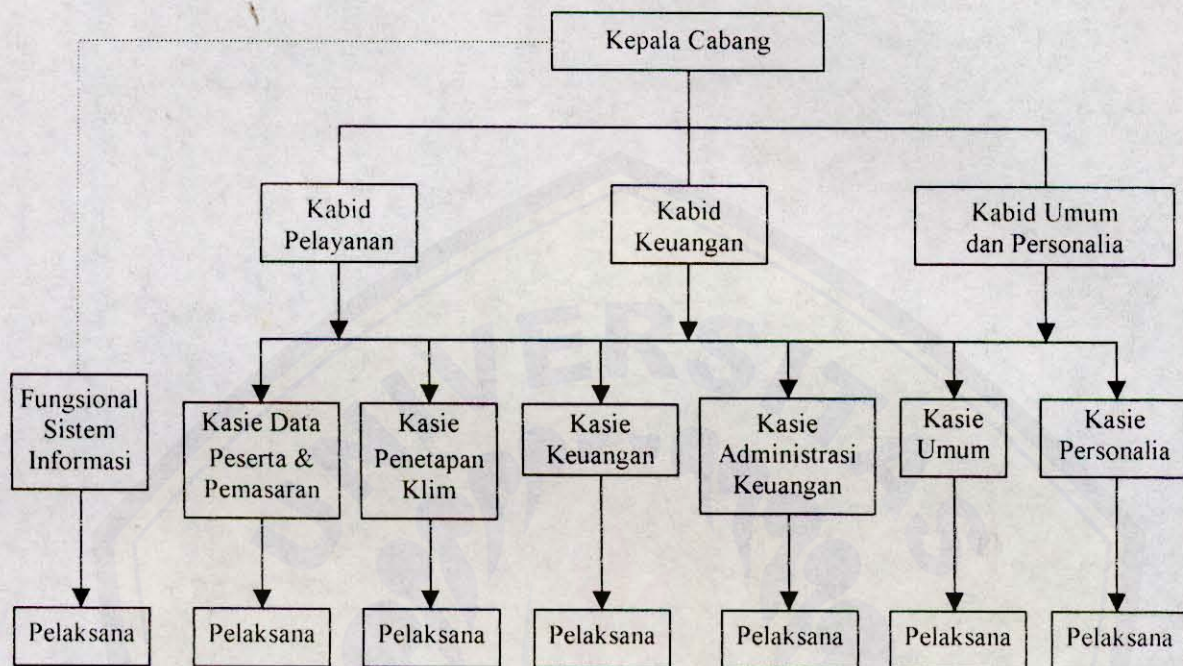 Kepala Cabang
Kabid
Pelayanan
Kabid
Keuangan
Kabid Umum
dan Personalia
Fungsional
Sistem
Informasi
Kasie Data
Peserta &
Pemasaran
Kasie
Penetapan
Klim
Kasie
Keuangan
Kasie
Administrasi
Keuangan
Kasie
Umum
Kasie
Personalia
Pelaksana
Pelaksana
Pelaksana
Pelaksana
Pelaksana
Pelaksana
Pelaksana